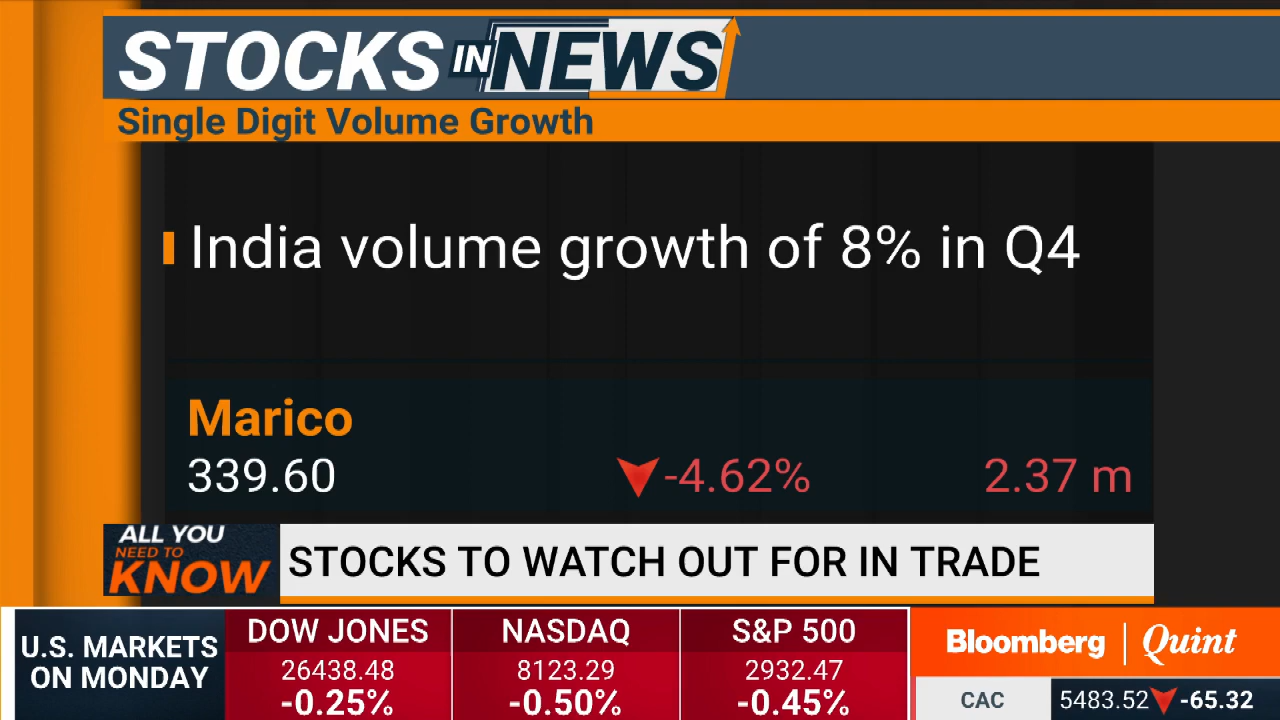 STOCKS IN NEWS
Single Digit Volume Growth
India volume growth of 8% in Q4
Marico
339.60 -4.62% 2.37 m
ALL YOU
NEED TO
KNOW
STOCKS TO WATCH OUT FOR IN TRADE
U.S. MARKETS
ON MONDAY
DOW JONES
26438.48
-0.25%
NASDAQ
8123.29
-0.50%
S&P 500
2932.47
-0.45%
Bloomberg | Quint
CAC 5483.52 -65.32